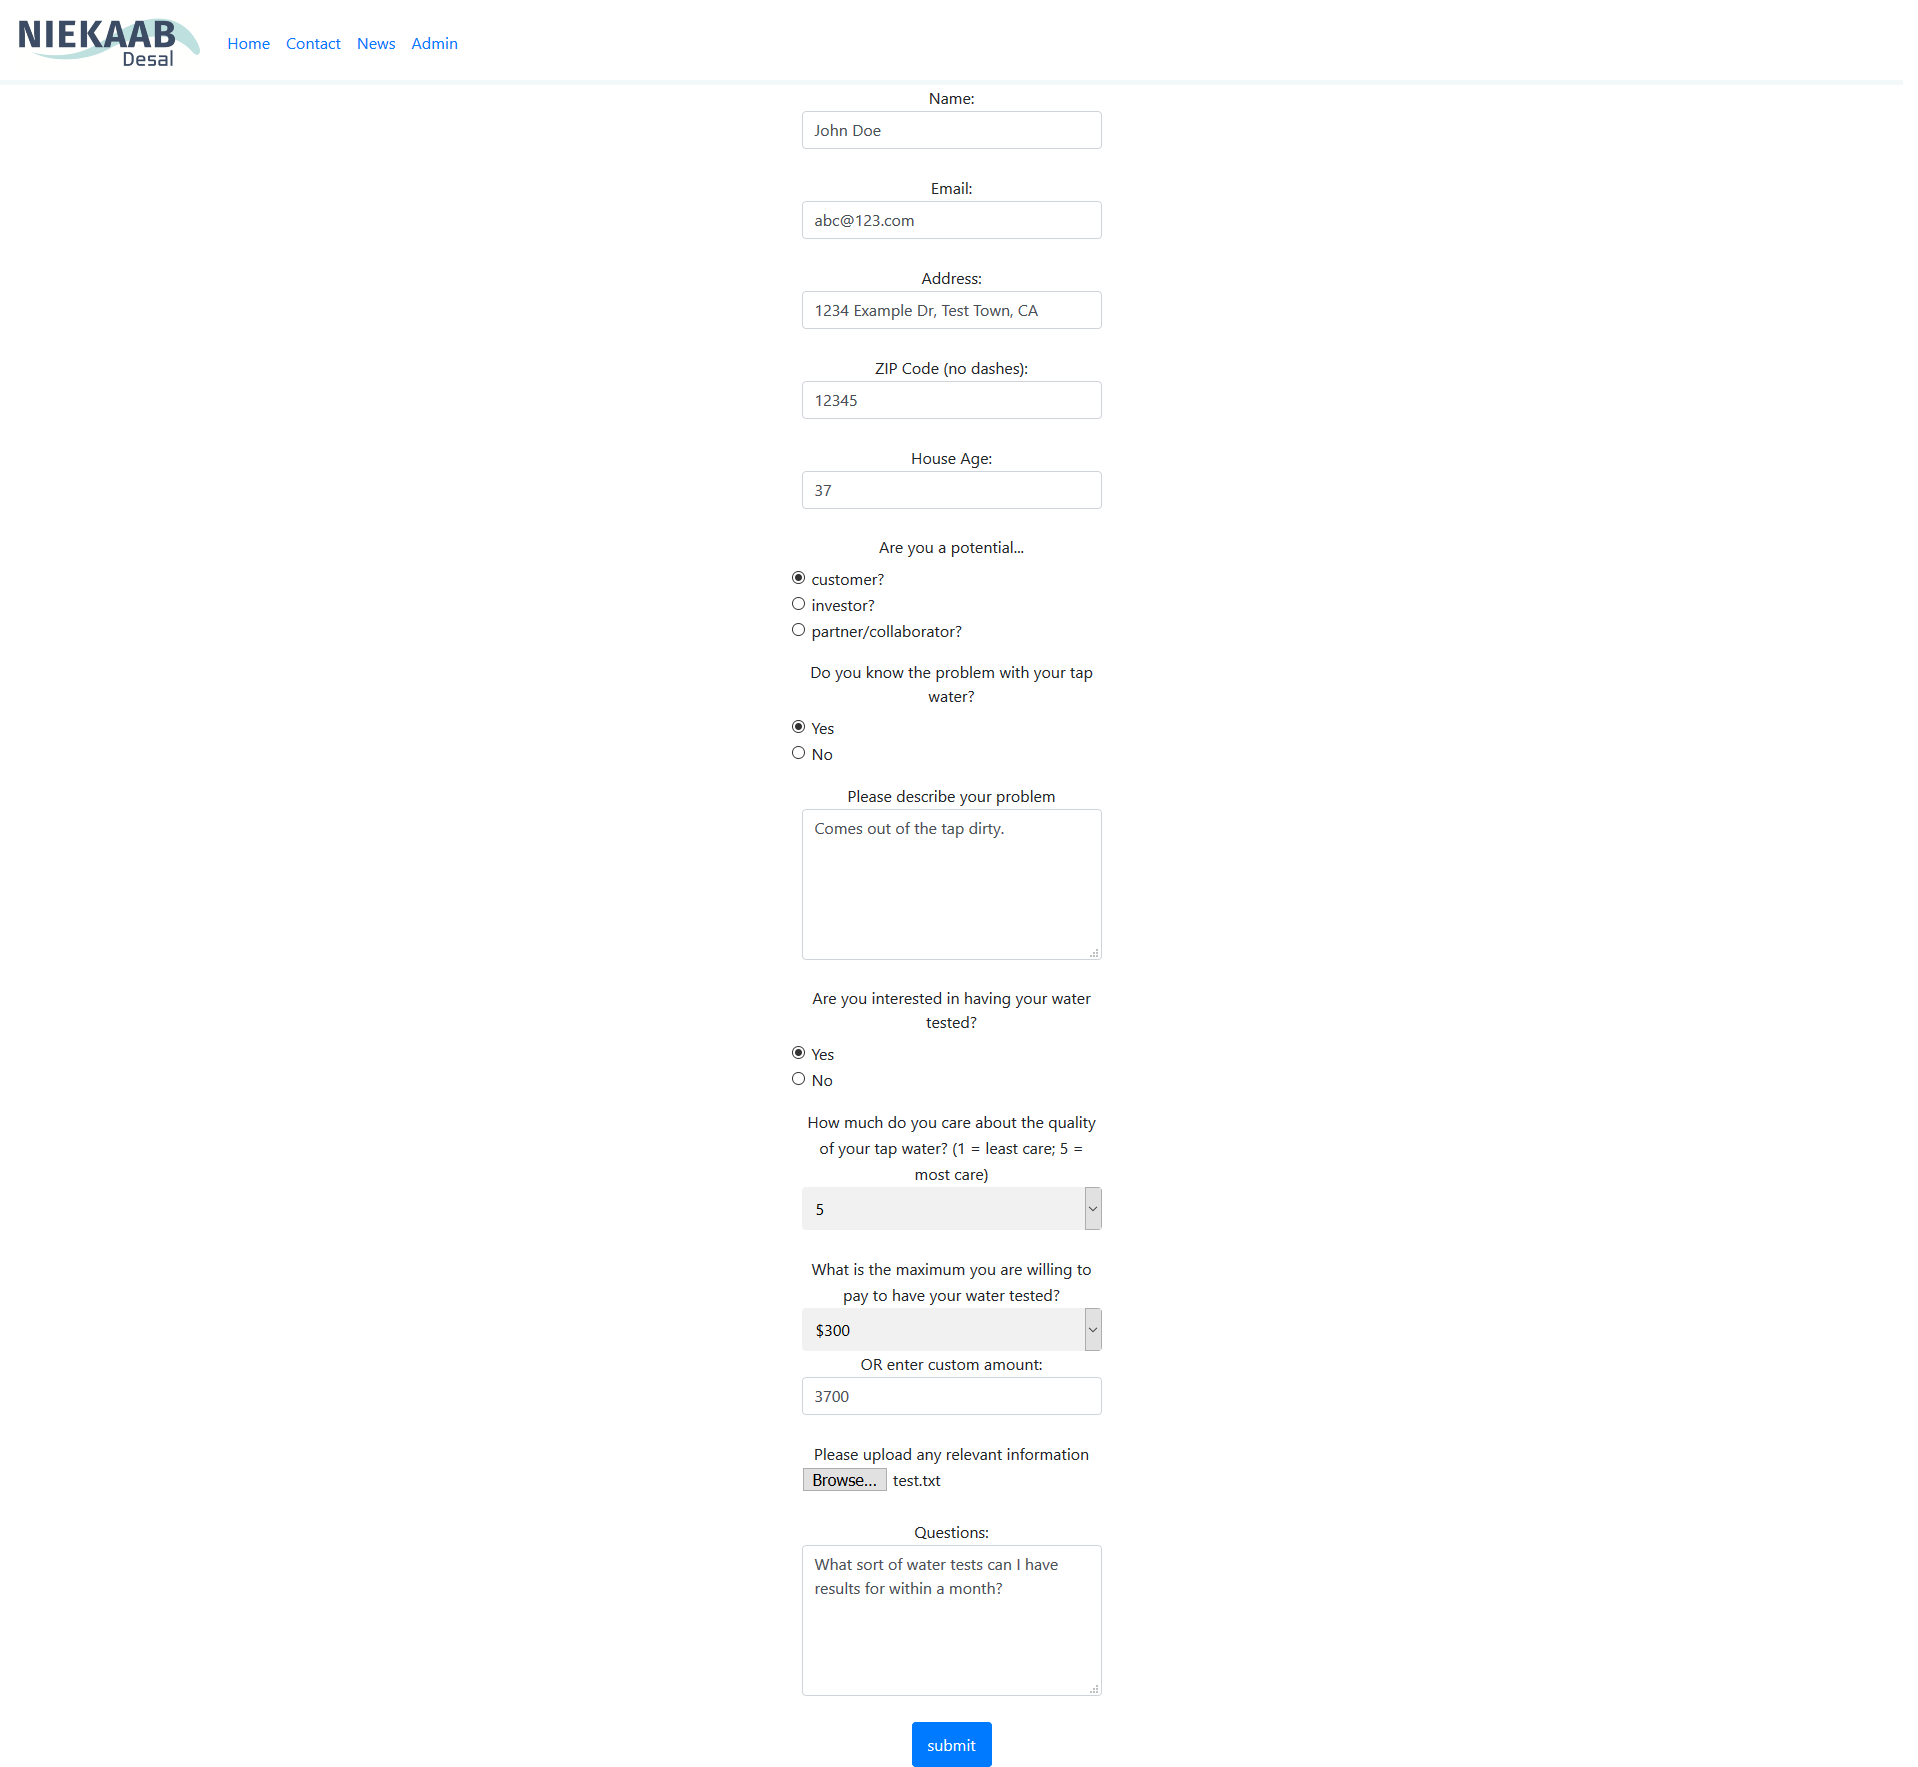 NIEKAAB
Desal
Home Contact News Admin
Name:
John Doe
Email:
abc@123.com
Address:
1234 Example Dr, Test Town, CA
ZIP Code (no dashes):
12345
House Age:
37
Are you a potential...
customer?
investor?
partner/collaborator?
Do you know the problem with your tap
water?
Yes
No
Please describe your problem
Comes out of the tap dirty.
Are you interested in having your water
tested?
Yes
No
How much do you care about the quality
of your tap water? (1 = least care; 5 =
most care)
5
What is the maximum you are willing to
pay to have your water tested?
$300
OR enter custom amount:
3700
Please upload any relevant information
Browse... test.txt
Questions:
What sort of water tests can I have
results for within a month?
submit